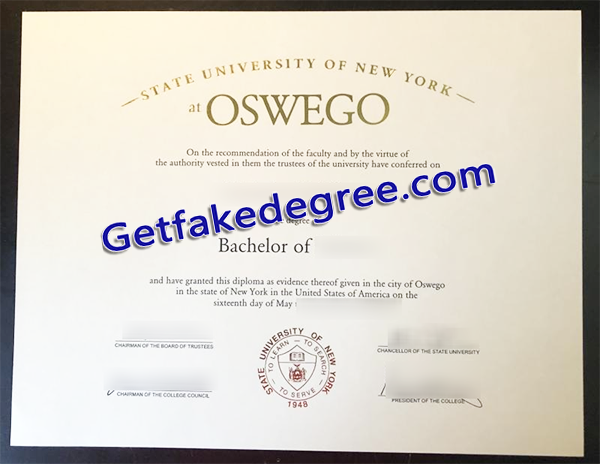 STATE UNIVERSITY OF NEW YORK
at OSWEGO
On the recommendation of the faculty and by the virtue of
the authority vested in them the trustees of the university have conferred on
Getfakedegree.com
degree
Bachelor of
and have granted this diploma as evidence thereof given in the city of Oswego
in the state of New York in the United States of America on the
sixteenth day of May
CHAIRMAN OF THE BOARD OF TRUSTEES
CHANCELLOR OF THE STATE UNIVERSITY
CHAIRMAN OF THE COLLEGE COUNCIL
PRESIDENT OF THE COLLEGE
STATE UNIVERSITY OF NEW YORK
TO LEARN — TO SEARCH — TO SERVE
1948